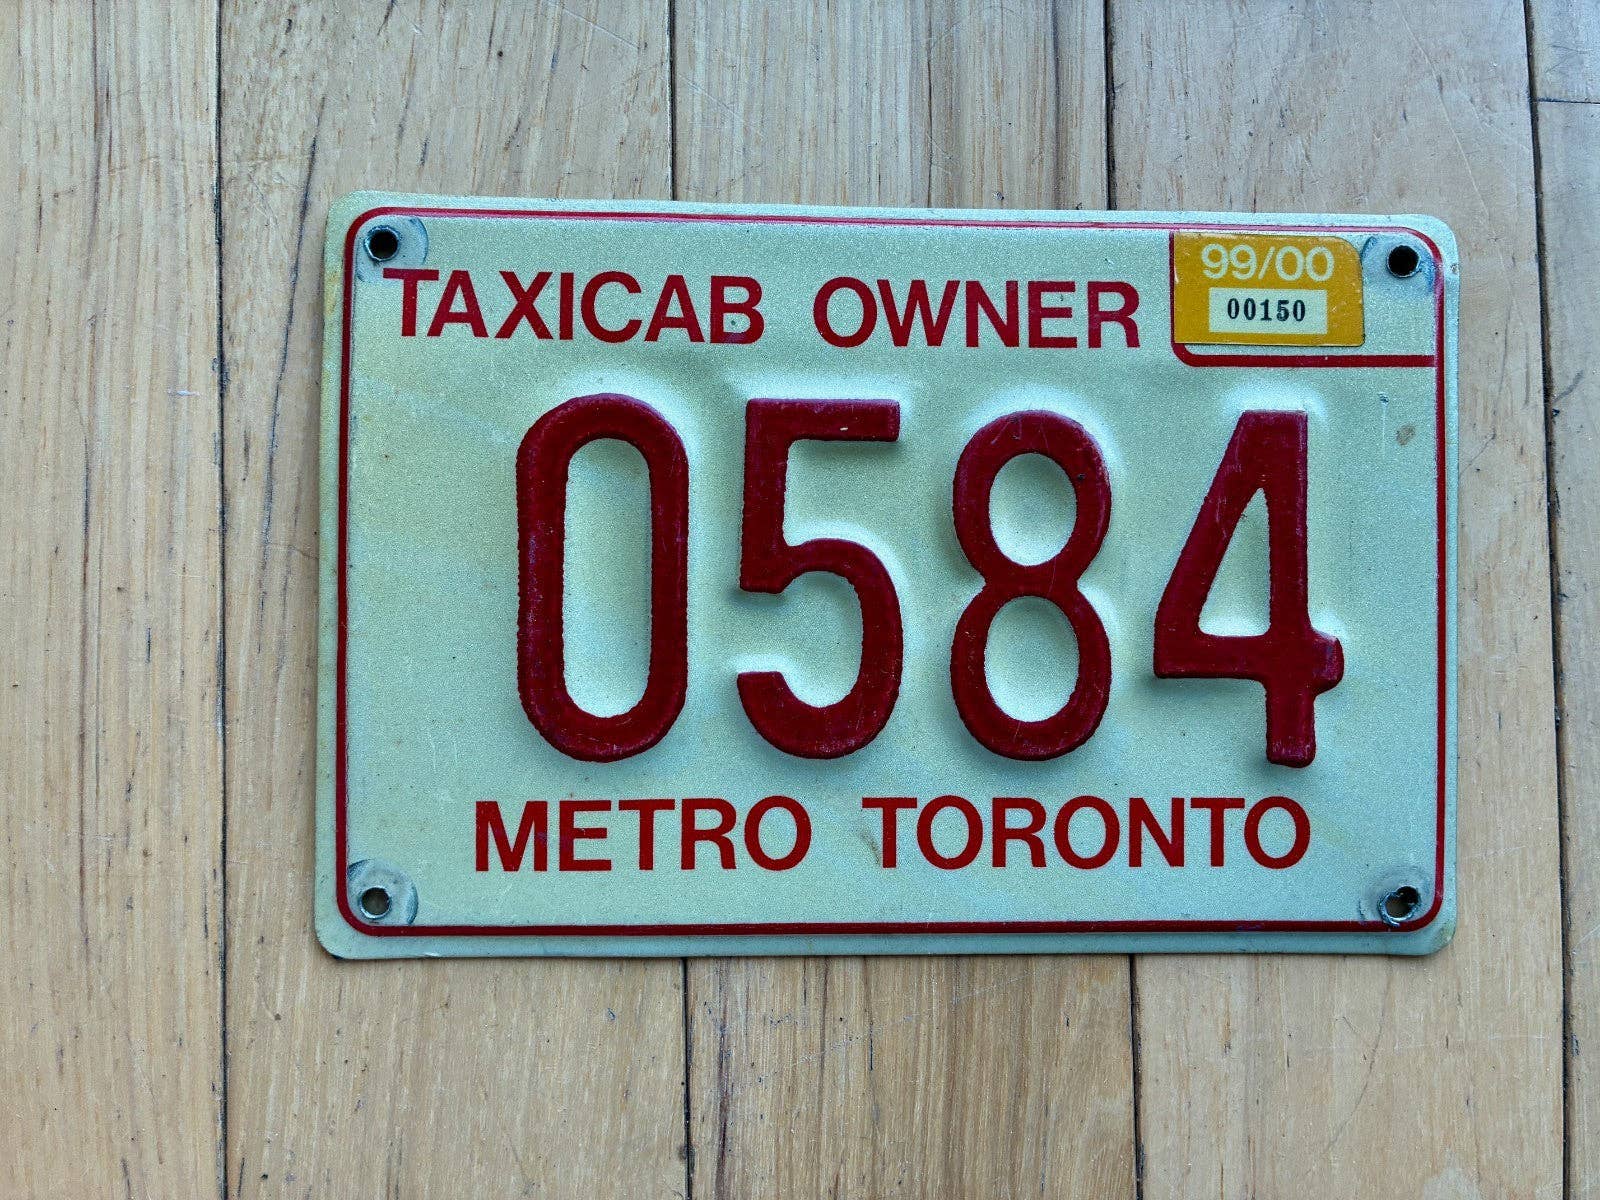 TAXICAB OWNER
99/00
00150
0584
METRO TORONTO